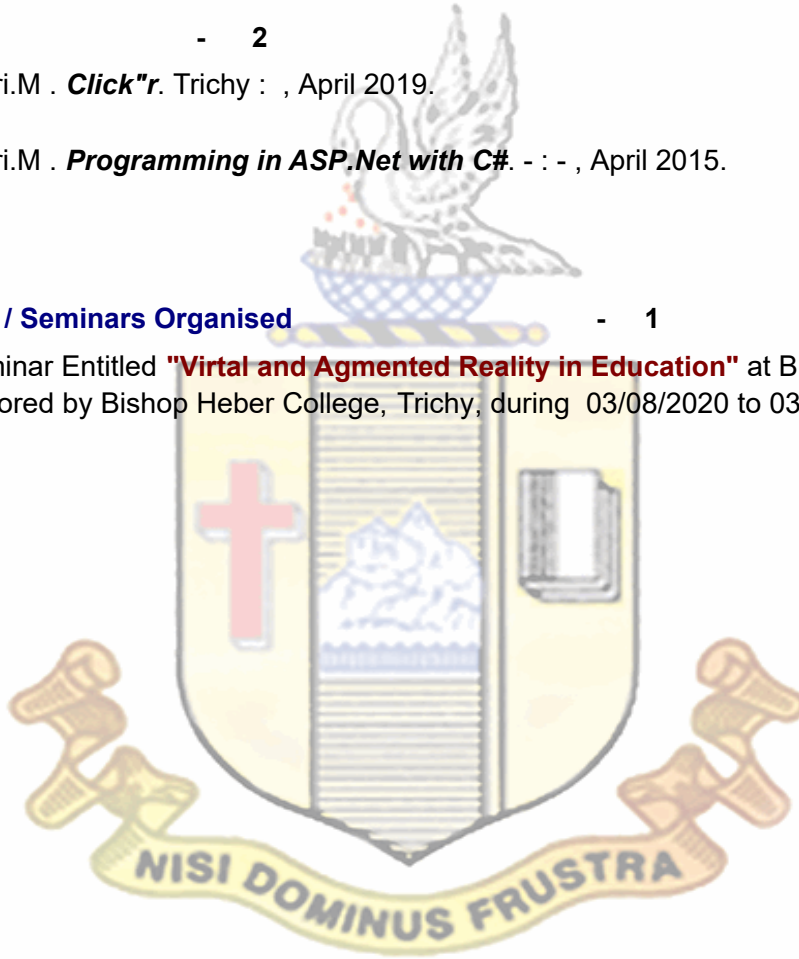 - 2
ri.M . Click"r. Trichy : , April 2019.
ri.M . Programming in ASP.Net with C#. - : - , April 2015.
/ Seminars Organised - 1
ninar Entitled "Virtal and Agmented Reality in Education" at B
ored by Bishop Heber College, Trichy, during 03/08/2020 to 03
NISI DOMINUS FRUSTRA